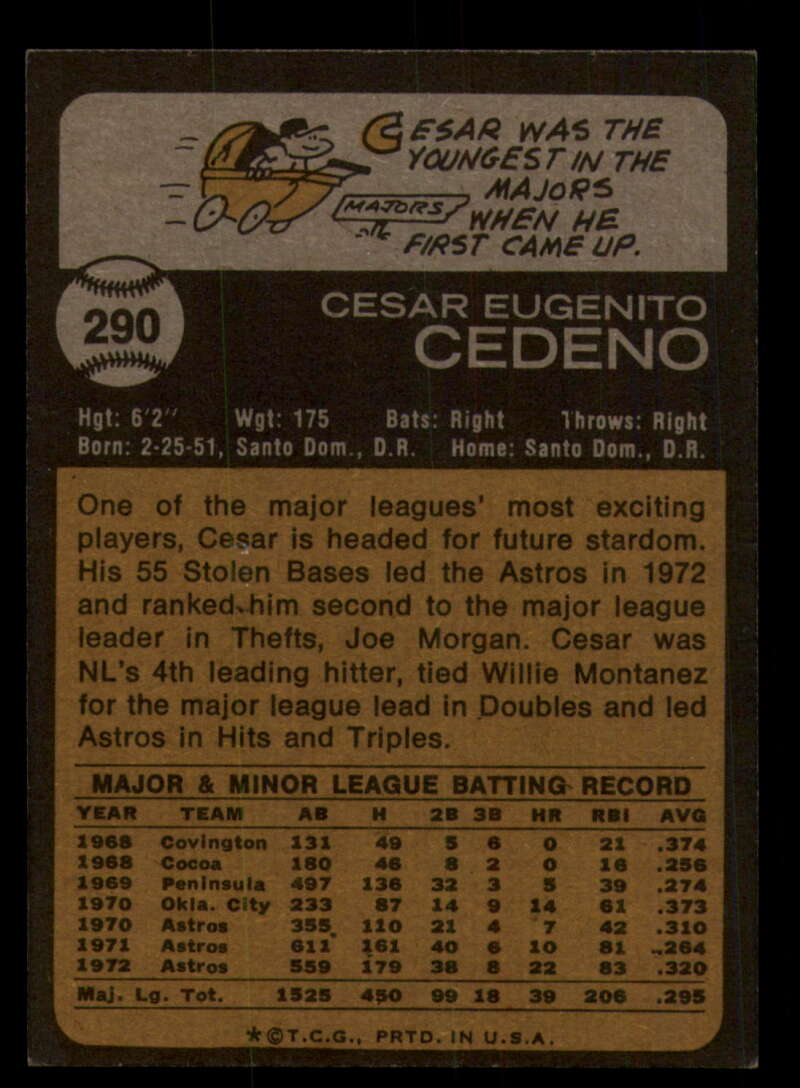 CESAR WAS THE
YOUNGEST IN THE
MAJORS
MAJORS
WHEN HE
FIRST CAME UP.
290
CESAR EUGENITO
CEDENO
Hgt: 6'2" Wgt: 175 Bats: Right Throws: Right
Born: 2-25-51, Santo Dom., D.R. Home: Santo Dom., D.R.
One of the major leagues' most exciting
players, Cesar is headed for future stardom.
His 55 Stolen Bases led the Astros in 1972
and ranked him second to the major league
leader in Thefts, Joe Morgan. Cesar was
NL's 4th leading hitter, tied Willie Montanez
for the major league lead in Doubles and led
Astros in Hits and Triples.
MAJOR & MINOR LEAGUE BATTING RECORD
YEAR TEAM AB H 2B 3B HR RBI AVG
1968 Covington 131 49 5 6 0 21 .374
1968 Cocoa 180 46 8 2 0 16 .256
1969 Peninsula 497 136 32 3 5 39 .274
1970 Okla. City 233 87 14 9 14 61 .373
1970 Astros 355 110 21 4 7 42 .310
1971 Astros 611 161 40 6 10 81 .264
1972 Astros 559 179 38 8 22 83 .320
Maj. Lg. Tot. 1525 450 99 18 39 206 .295
*©T.C.G., PRTD. IN U.S.A.